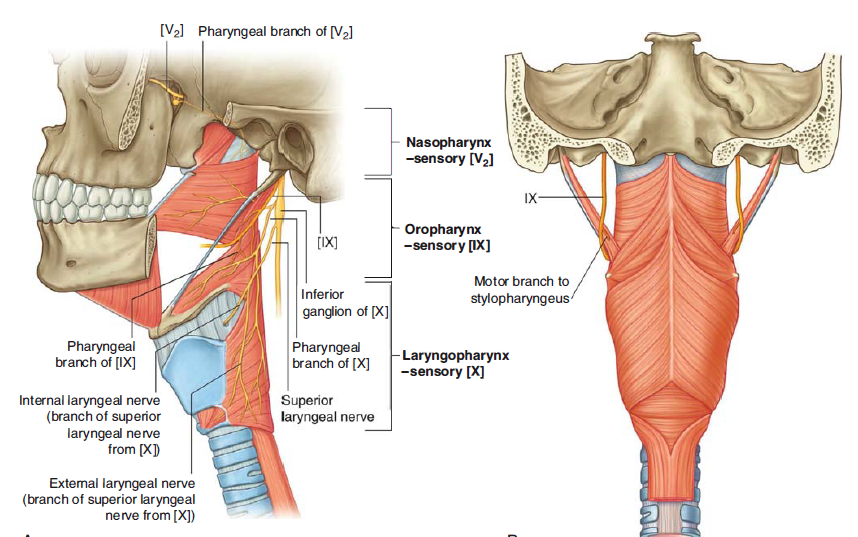 [V₂] Pharyngeal branch of [V₂]
Nasopharynx
–sensory [V₂]
Oropharynx
–sensory [IX]
[IX]
Inferior
ganglion of [X]
Pharyngeal
branch of [IX]
Pharyngeal
branch of [X]
Laryngopharynx
–sensory [X]
Internal laryngeal nerve
(branch of superior
laryngeal nerve
from [X])
Superior
laryngeal nerve
External laryngeal nerve
(branch of superior laryngeal
nerve from [X])
IX
Motor branch to
stylopharyngeus